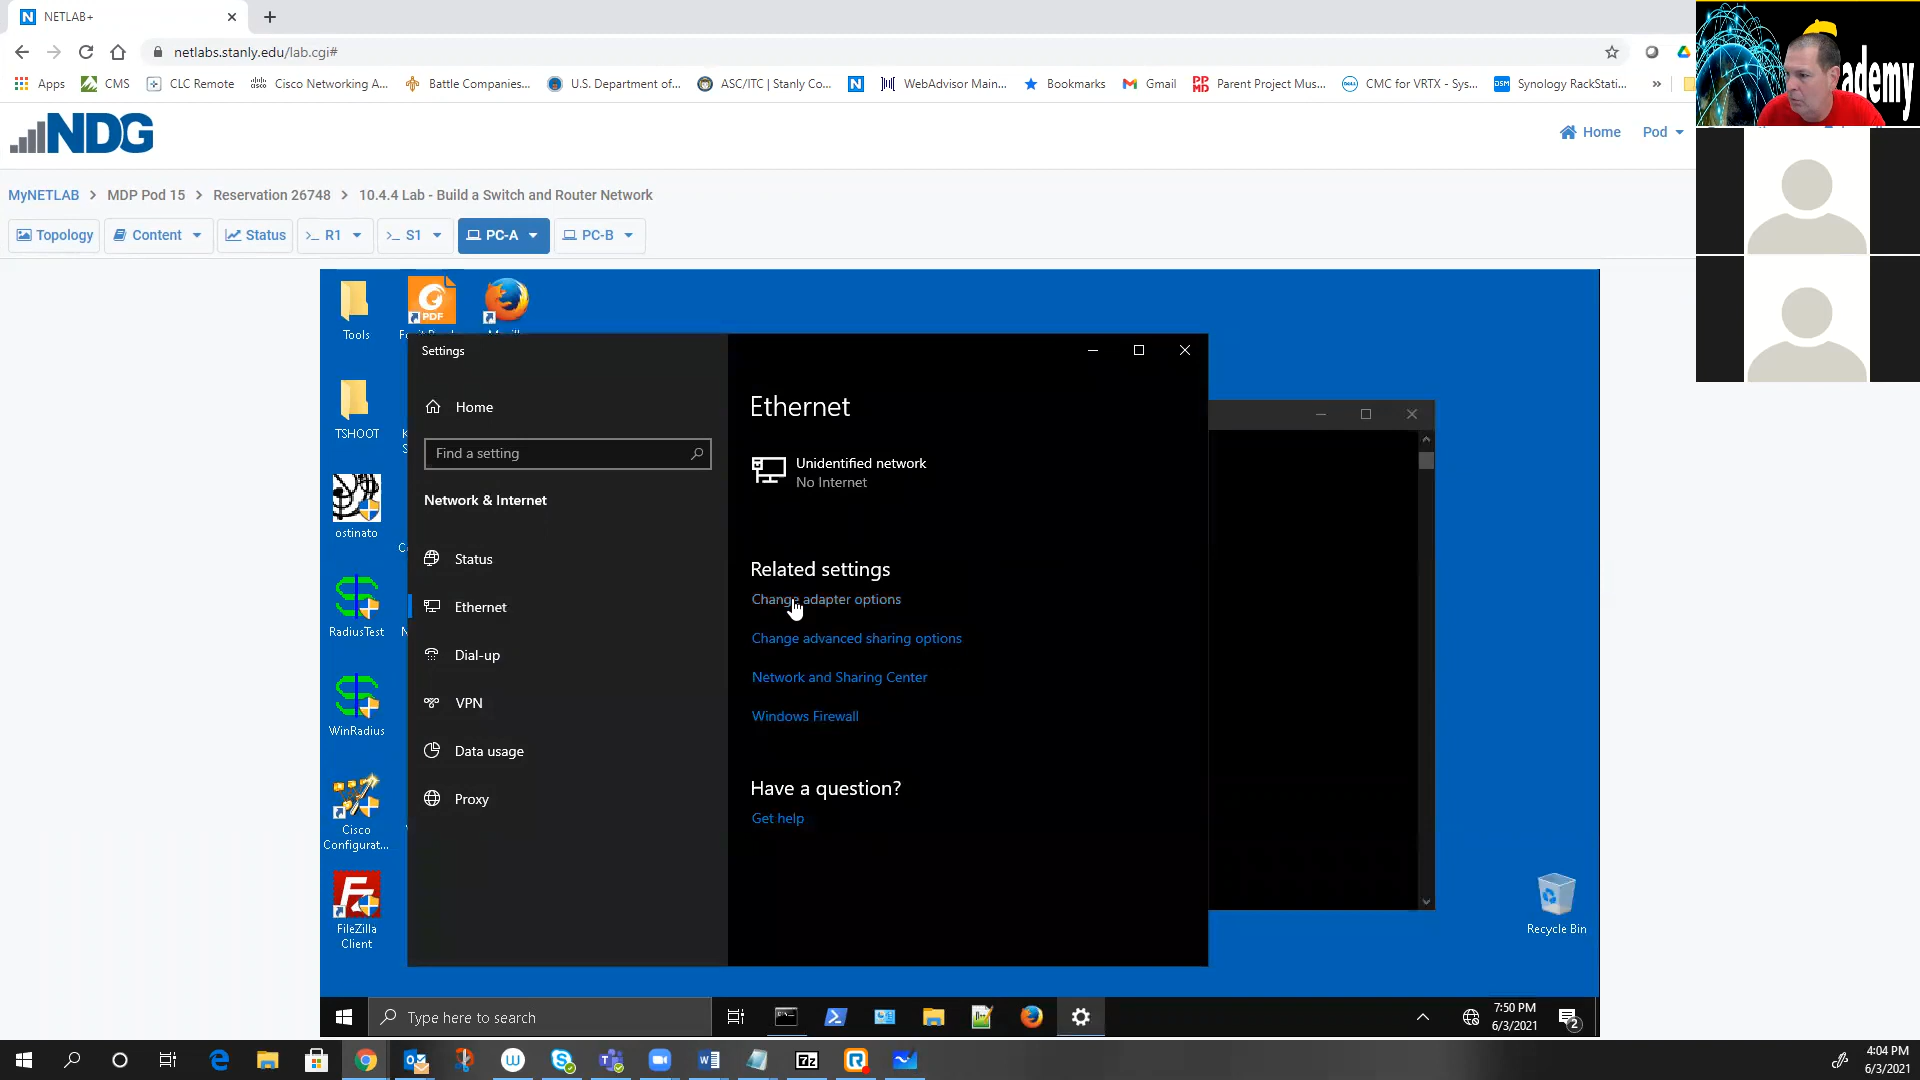 NETLAB+
netlabs.stanly.edu/lab.cgi#
Apps
CMS
CLC Remote
Cisco Networking A...
Battle Companies...
U.S. Department of...
ASC/ITC | Stanly Co...
WebAdvisor Main...
Bookmarks
Gmail
Parent Project Mus...
CMC for VRTX - Sys...
Synology RackStati...
ademy
NDG
Home
Pod
MyNETLAB > MDP Pod 15 > Reservation 26748 > 10.4.4 Lab - Build a Switch and Router Network
Topology
Content
Status
>_ R1
>_ S1
PC-A
PC-B
Tools
PDF
TSHOOT
ostinato
RadiusTest
WinRadius
Cisco
Configurat...
FileZilla
Client
Settings
Home
Find a setting
Network & Internet
Status
Ethernet
Dial-up
VPN
Data usage
Proxy
Ethernet
Unidentified network
No Internet
Related settings
Change adapter options
Change advanced sharing options
Network and Sharing Center
Windows Firewall
Have a question?
Get help
Recycle Bin
Type here to search
7:50 PM
6/3/2021
2
4:04 PM
6/3/2021